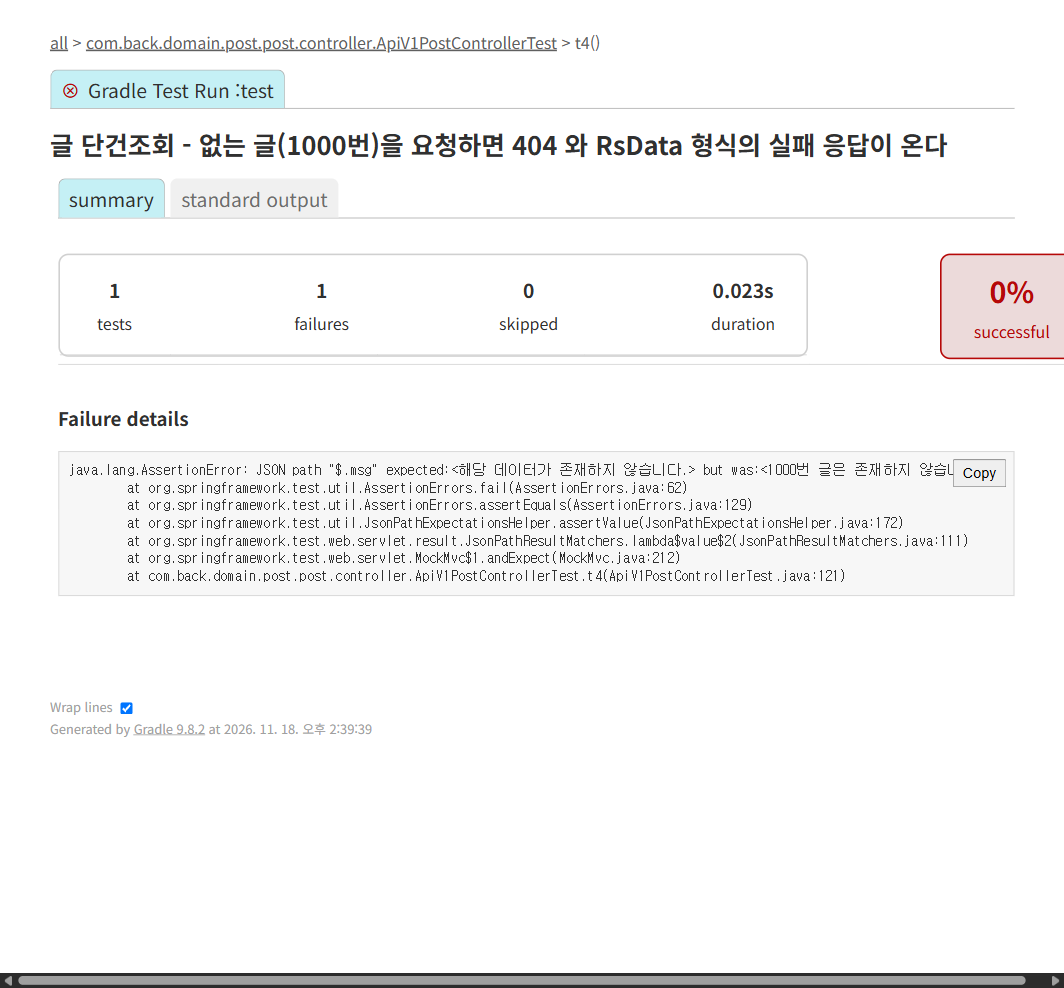 all > com.back.domain.post.post.controller.ApiV1PostControllerTest > t4()
Gradle Test Run :test
글 단건조회 - 없는 글(1000번)을 요청하면 404 와 RsData 형식의 실패 응답이 온다
summary standard output
1 1 0 0.023s 0%
tests failures skipped duration successful
Failure details
java.lang.AssertionError: JSON path "$.msg" expected:<해당 데이터가 존재하지 않습니다.> but was:<1000번 글은 존재하지
Copy
at org.springframework.test.util.AssertionErrors.fail(AssertionErrors.java:62)
at org.springframework.test.util.AssertionErrors.assertEquals(AssertionErrors.java:129)
at org.springframework.test.util.JsonPathExpectationsHelper.assertValue(JsonPathExpectationsHelper.java:172)
at org.springframework.test.web.servlet.result.JsonPathResultMatchers.lambda$value$2(JsonPathResultMatchers.java:111)
at org.springframework.test.web.servlet.MockMvc$1.andExpect(MockMvc.java:212)
at com.back.domain.post.post.controller.ApiV1PostControllerTest.t4(ApiV1PostControllerTest.java:121)
Wrap lines
Generated by Gradle 9.8.2 at 2026. 11. 18. 오후 2:39:39